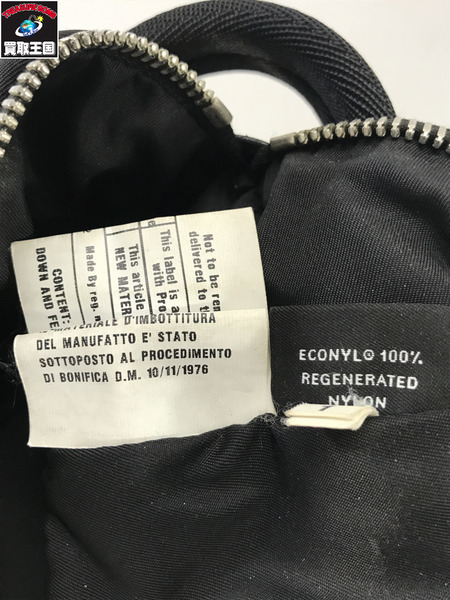 買取王国
Not to be rem
delivered to th
This label is a
with Pro
This article
NEW MATER
Made By reg. n
CONTENT:
DOWN AND FE
D'IMBOTTITURA
DEL MANUFATTO E' STATO
SOTTOPOSTO AL PROCEDIMENTO
DI BONIFICA D.M. 10/11/1976
ECONYL® 100%
REGENERATED
NYLON